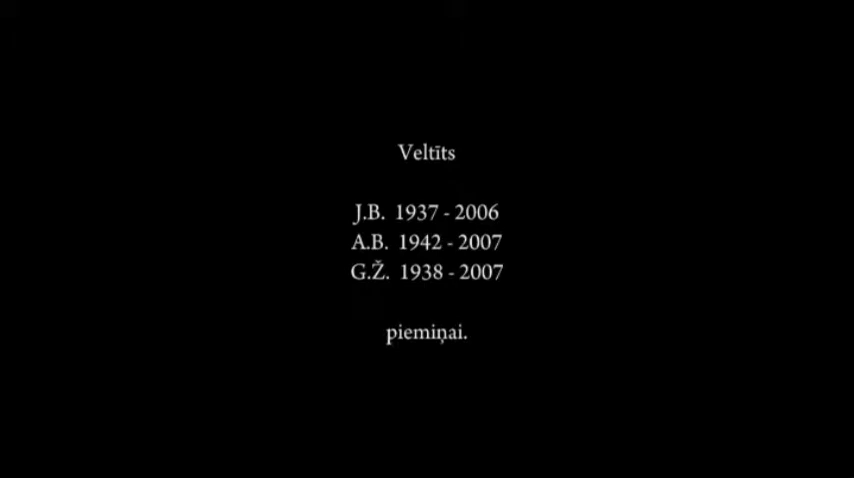 Veltīts
J.B. 1937 - 2006
A.B. 1942 - 2007
G.Ž. 1938 - 2007
piemiņai.